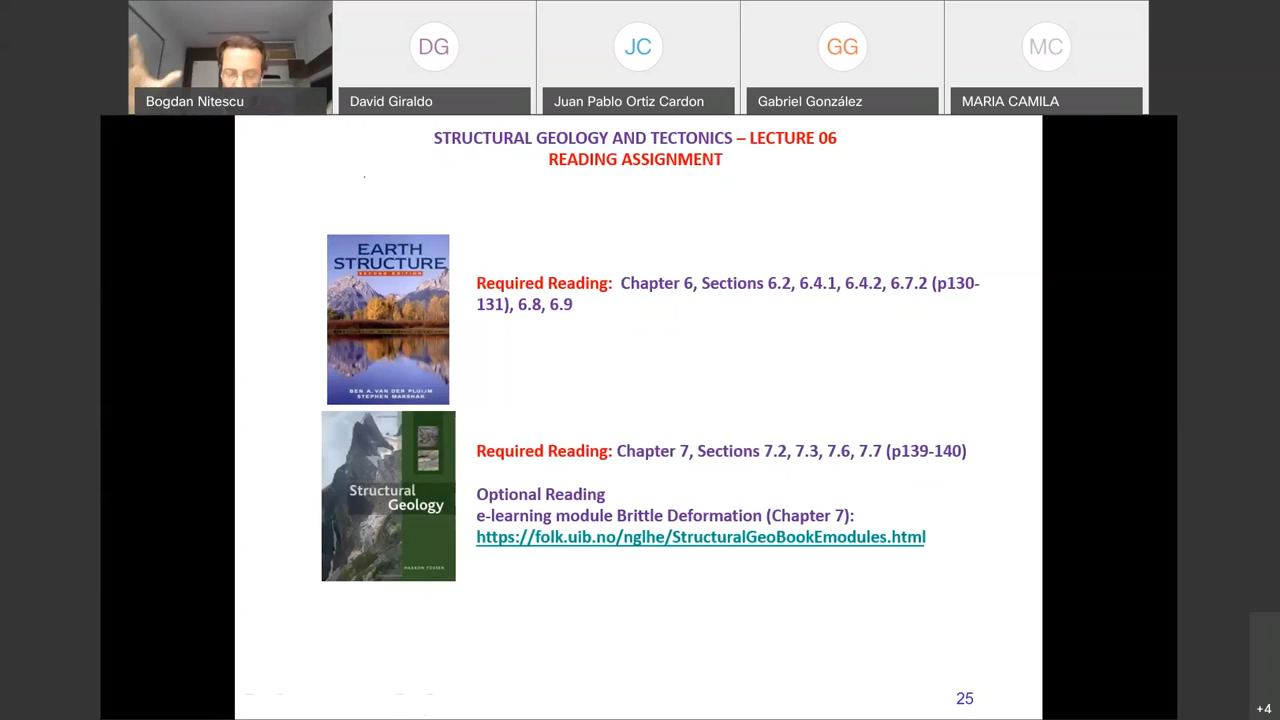 DG
JC
GG
MC
Bogdan Nitescu
David Giraldo
Juan Pablo Ortiz Cardon
Gabriel González
MARIA CAMILA
STRUCTURAL GEOLOGY AND TECTONICS – LECTURE 06
READING ASSIGNMENT
EARTH
STRUCTURE
SECOND EDITION
BEN A. VAN DER PLUIJM
STEPHEN MARSHAK
Required Reading: Chapter 6, Sections 6.2, 6.4.1, 6.4.2, 6.7.2 (p130-
131), 6.8, 6.9
Structural
Geology
HAAKON FOSSEN
Required Reading: Chapter 7, Sections 7.2, 7.3, 7.6, 7.7 (p139-140)
Optional Reading
e-learning module Brittle Deformation (Chapter 7):
https://folk.uib.no/nglhe/StructuralGeoBookEmodules.html
25
+4